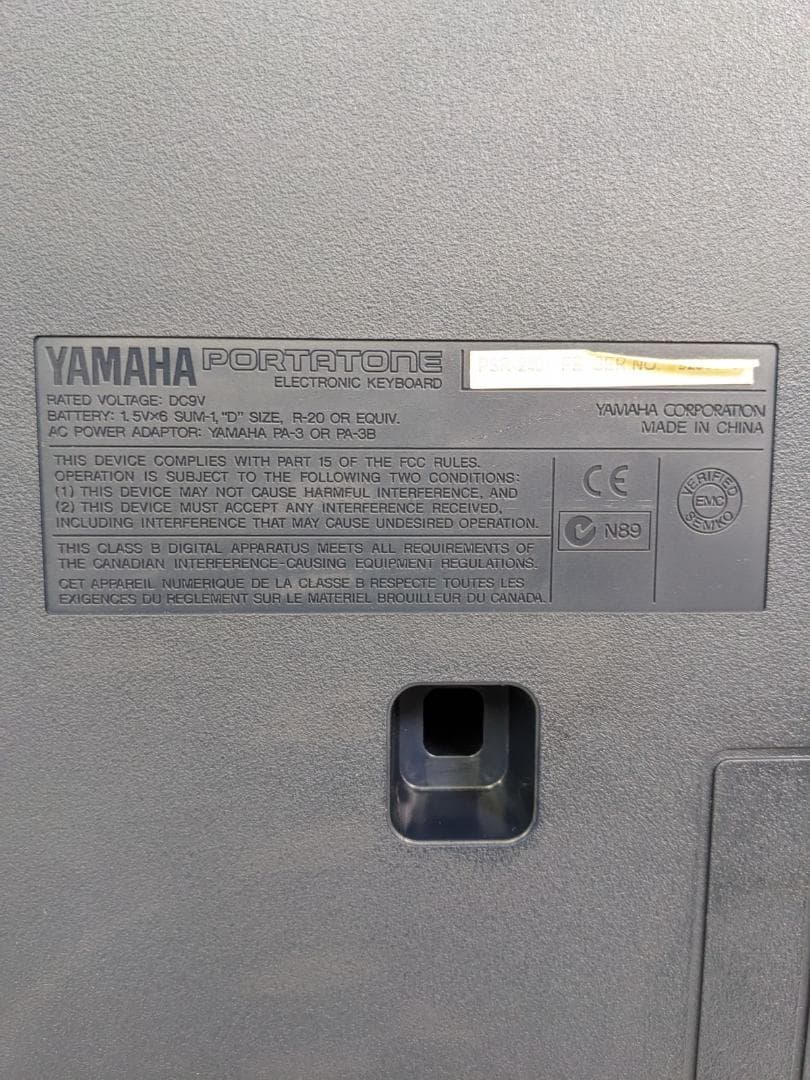 YAMAHA PORTATONE
ELECTRONIC KEYBOARD
SER NO.
RATED VOLTAGE: DC9V
BATTERY: 1.5V×6 SUM-1, "D" SIZE, R-20 OR EQUIV.
AC POWER ADAPTOR: YAMAHA PA-3 OR PA-3B
YAMAHA CORPORATION
MADE IN CHINA
THIS DEVICE COMPLIES WITH PART 15 OF THE FCC RULES.
OPERATION IS SUBJECT TO THE FOLLOWING TWO CONDITIONS:
(1) THIS DEVICE MAY NOT CAUSE HARMFUL INTERFERENCE, AND
(2) THIS DEVICE MUST ACCEPT ANY INTERFERENCE RECEIVED,
INCLUDING INTERFERENCE THAT MAY CAUSE UNDESIRED OPERATION.
THIS CLASS B DIGITAL APPARATUS MEETS ALL REQUIREMENTS OF
THE CANADIAN INTERFERENCE-CAUSING EQUIPMENT REGULATIONS.
CET APPAREIL NUMERIQUE DE LA CLASSE B RESPECTE TOUTES LES
EXIGENCES DU REGLEMENT SUR LE MATERIEL BROUILLEUR DU CANADA.
CE
N89
VERIFIED
EMC
SEMKO